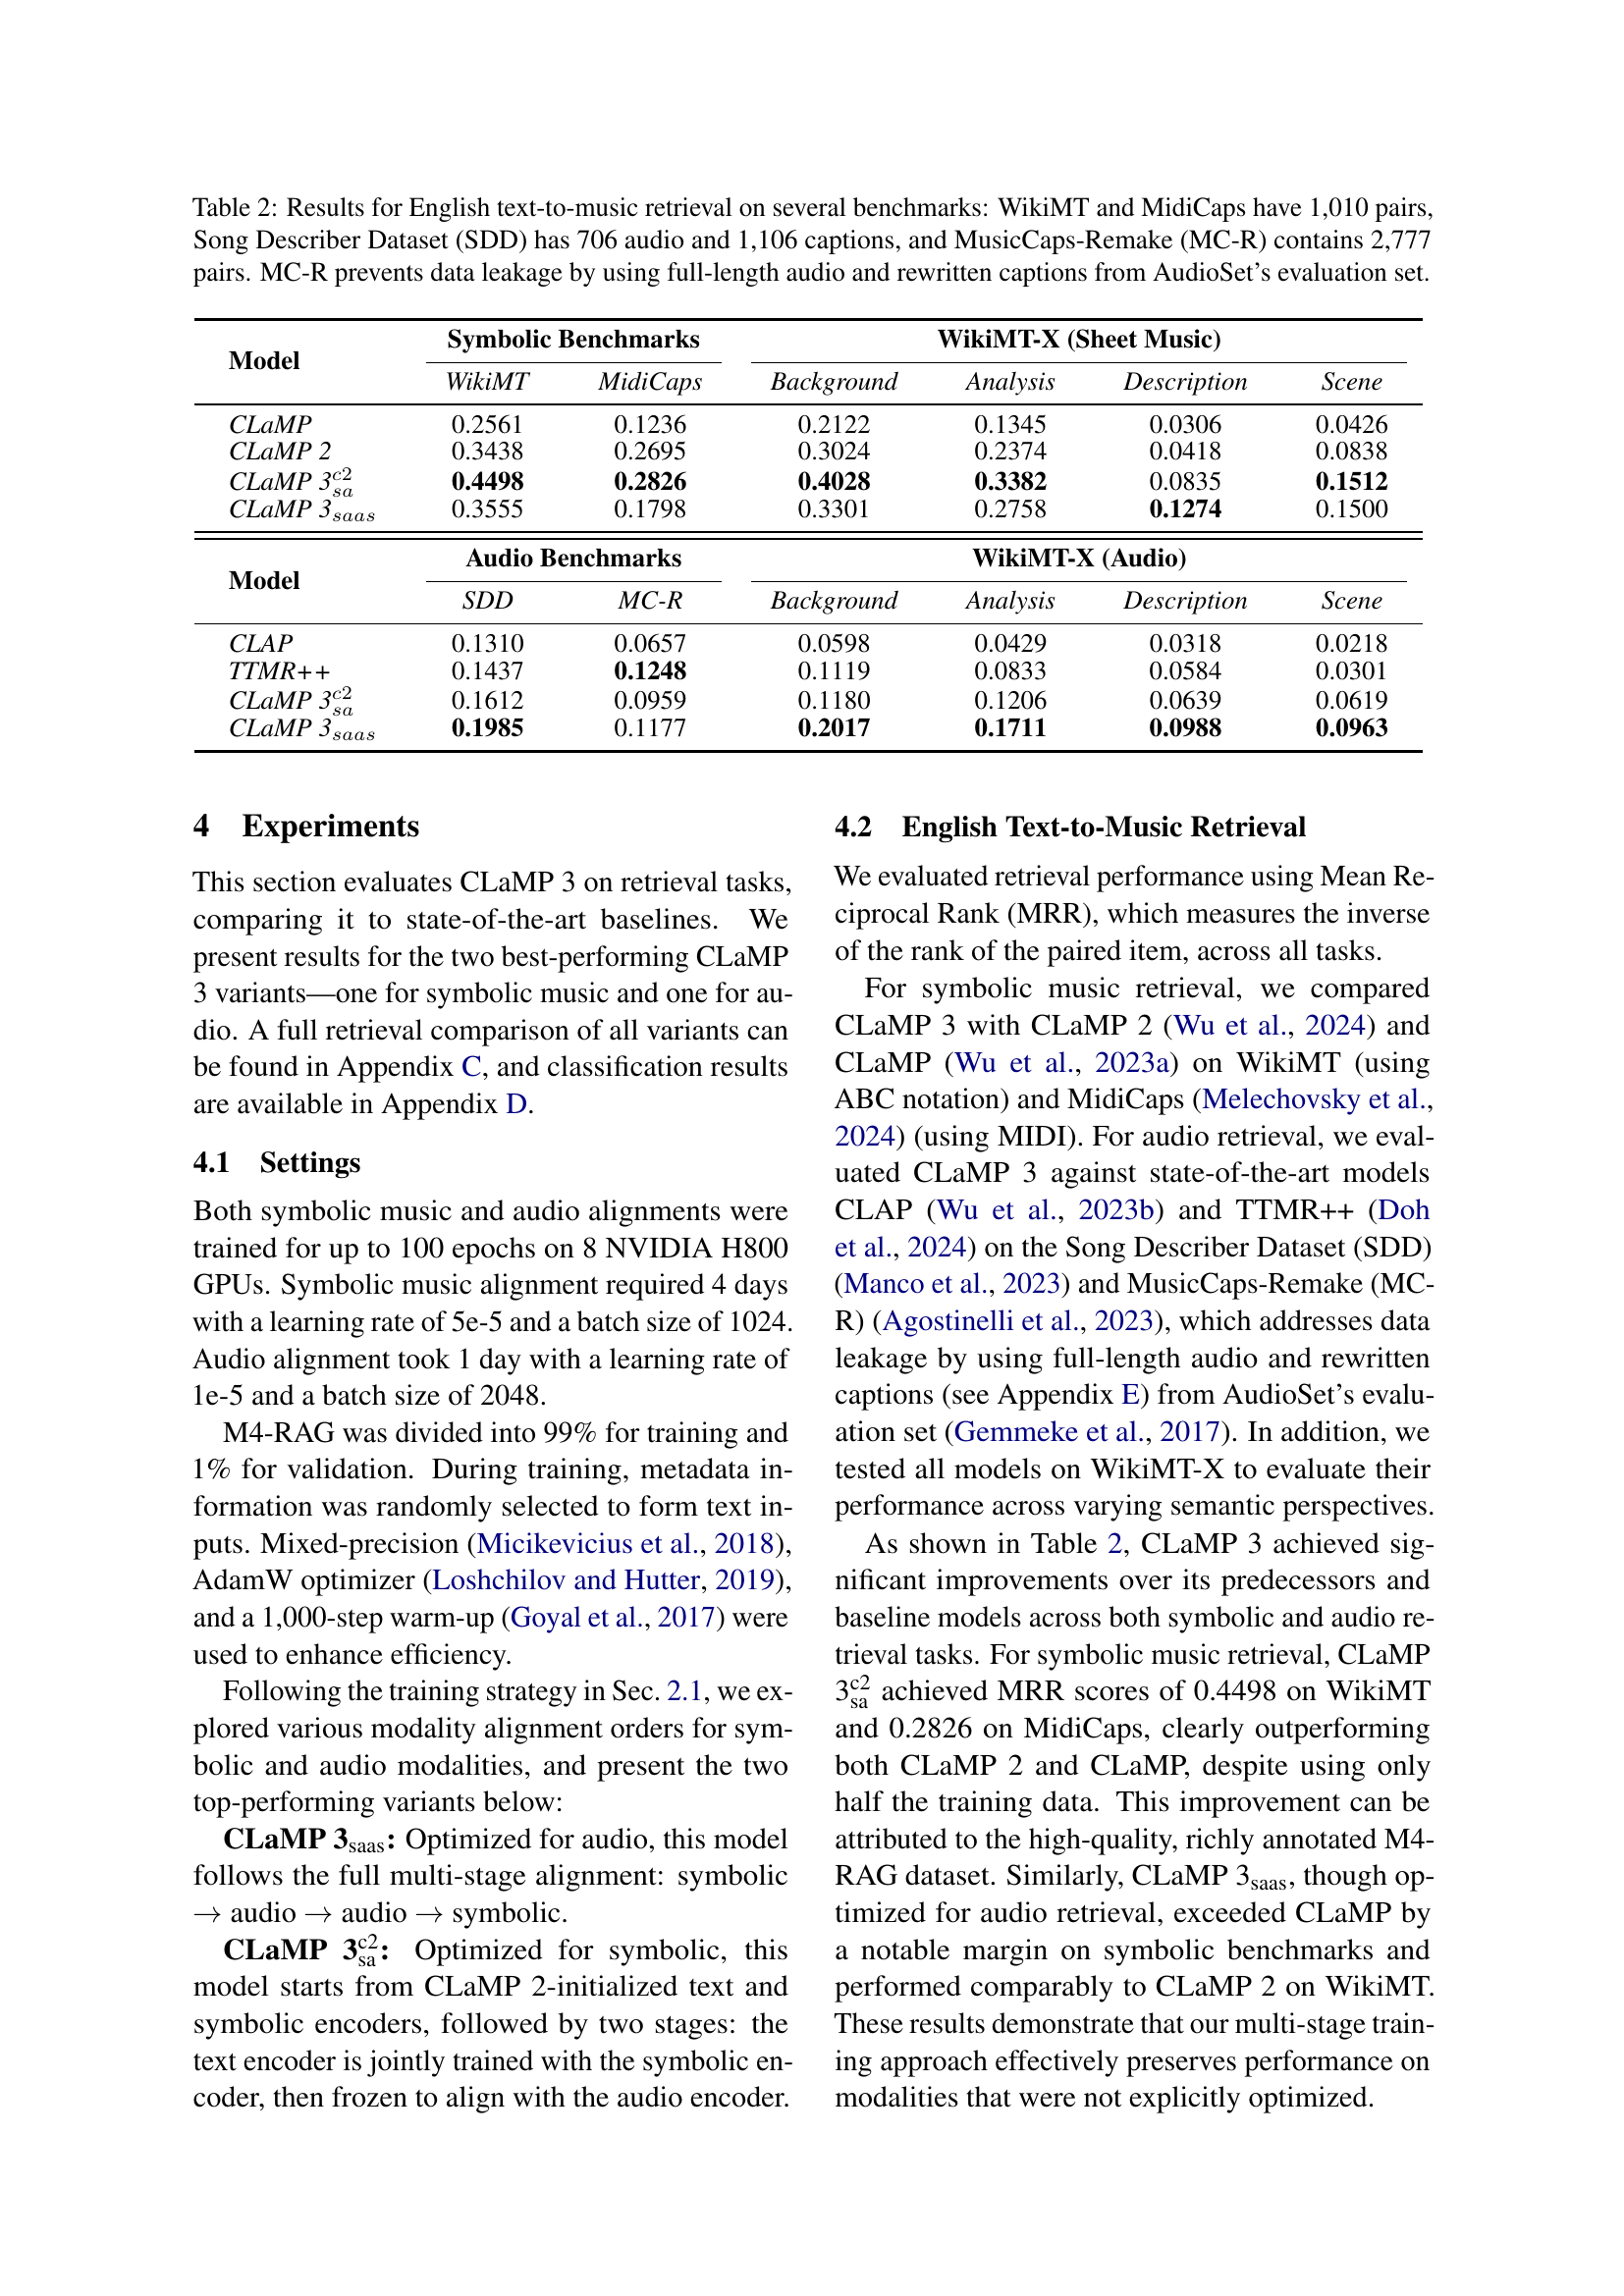 Table 2: Results for English text-to-music retrieval on several benchmarks: WikiMT and MidiCaps have 1,010 pairs,
Song Describer Dataset (SDD) has 706 audio and 1,106 captions, and MusicCaps-Remake (MC-R) contains 2,777
pairs. MC-R prevents data leakage by using full-length audio and rewritten captions from AudioSet's evaluation set.
Model Symbolic Benchmarks WikiMT-X (Sheet Music)
WikiMT MidiCaps Background Analysis Description Scene
CLaMP 0.2561 0.1236 0.2122 0.1345 0.0306 0.0426
CLaMP 2 0.3438 0.2695 0.3024 0.2374 0.0418 0.0838
CLaMP 3^{c2}_{sa} 0.4498 0.2826 0.4028 0.3382 0.0835 0.1512
CLaMP 3_{saas} 0.3555 0.1798 0.3301 0.2758 0.1274 0.1500
Model Audio Benchmarks WikiMT-X (Audio)
SDD MC-R Background Analysis Description Scene
CLAP 0.1310 0.0657 0.0598 0.0429 0.0318 0.0218
TTMR++ 0.1437 0.1248 0.1119 0.0833 0.0584 0.0301
CLaMP 3^{c2}_{sa} 0.1612 0.0959 0.1180 0.1206 0.0639 0.0619
CLaMP 3_{saas} 0.1985 0.1177 0.2017 0.1711 0.0988 0.0963
4 Experiments
This section evaluates CLaMP 3 on retrieval tasks,
comparing it to state-of-the-art baselines. We
present results for the two best-performing CLaMP
3 variants—one for symbolic music and one for au-
dio. A full retrieval comparison of all variants can
be found in Appendix C, and classification results
are available in Appendix D.
4.1 Settings
Both symbolic music and audio alignments were
trained for up to 100 epochs on 8 NVIDIA H800
GPUs. Symbolic music alignment required 4 days
with a learning rate of 5e-5 and a batch size of 1024.
Audio alignment took 1 day with a learning rate of
1e-5 and a batch size of 2048.
M4-RAG was divided into 99% for training and
1% for validation. During training, metadata in-
formation was randomly selected to form text in-
puts. Mixed-precision (Micikevicius et al., 2018),
AdamW optimizer (Loshchilov and Hutter, 2019),
and a 1,000-step warm-up (Goyal et al., 2017) were
used to enhance efficiency.
Following the training strategy in Sec. 2.1, we ex-
plored various modality alignment orders for sym-
bolic and audio modalities, and present the two
top-performing variants below:
CLaMP 3_{saas}: Optimized for audio, this model
follows the full multi-stage alignment: symbolic
→ audio → audio → symbolic.
CLaMP 3^{c2}_{sa}: Optimized for symbolic, this
model starts from CLaMP 2-initialized text and
symbolic encoders, followed by two stages: the
text encoder is jointly trained with the symbolic en-
coder, then frozen to align with the audio encoder.
4.2 English Text-to-Music Retrieval
We evaluated retrieval performance using Mean Re-
ciprocal Rank (MRR), which measures the inverse
of the rank of the paired item, across all tasks.
For symbolic music retrieval, we compared
CLaMP 3 with CLaMP 2 (Wu et al., 2024) and
CLaMP (Wu et al., 2023a) on WikiMT (using
ABC notation) and MidiCaps (Melechovsky et al.,
2024) (using MIDI). For audio retrieval, we eval-
uated CLaMP 3 against state-of-the-art models
CLAP (Wu et al., 2023b) and TTMR++ (Doh
et al., 2024) on the Song Describer Dataset (SDD)
(Manco et al., 2023) and MusicCaps-Remake (MC-
R) (Agostinelli et al., 2023), which addresses data
leakage by using full-length audio and rewritten
captions (see Appendix E) from AudioSet's evalu-
ation set (Gemmeke et al., 2017). In addition, we
tested all models on WikiMT-X to evaluate their
performance across varying semantic perspectives.
As shown in Table 2, CLaMP 3 achieved sig-
nificant improvements over its predecessors and
baseline models across both symbolic and audio re-
trieval tasks. For symbolic music retrieval, CLaMP
3^{c2}_{sa} achieved MRR scores of 0.4498 on WikiMT
and 0.2826 on MidiCaps, clearly outperforming
both CLaMP 2 and CLaMP, despite using only
half the training data. This improvement can be
attributed to the high-quality, richly annotated M4-
RAG dataset. Similarly, CLaMP 3_{saas}, though op-
timized for audio retrieval, exceeded CLaMP by
a notable margin on symbolic benchmarks and
performed comparably to CLaMP 2 on WikiMT.
These results demonstrate that our multi-stage train-
ing approach effectively preserves performance on
modalities that were not explicitly optimized.